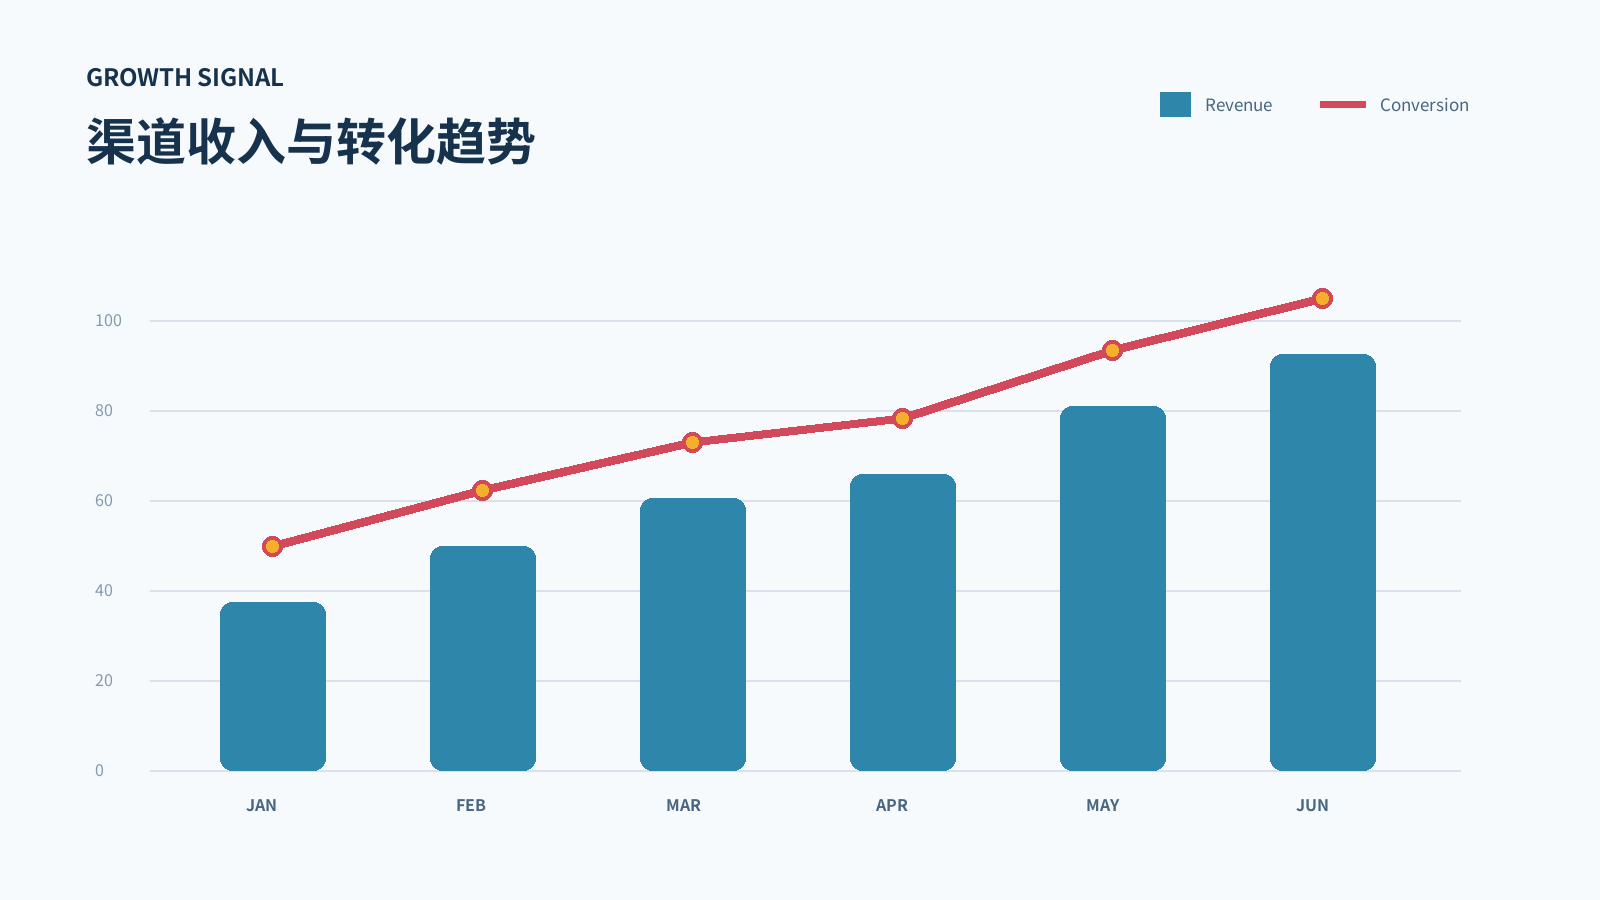 GROWTH SIGNAL
渠道收入与转化趋势
Revenue
Conversion
100
80
60
40
20
0
JAN
FEB
MAR
APR
MAY
JUN